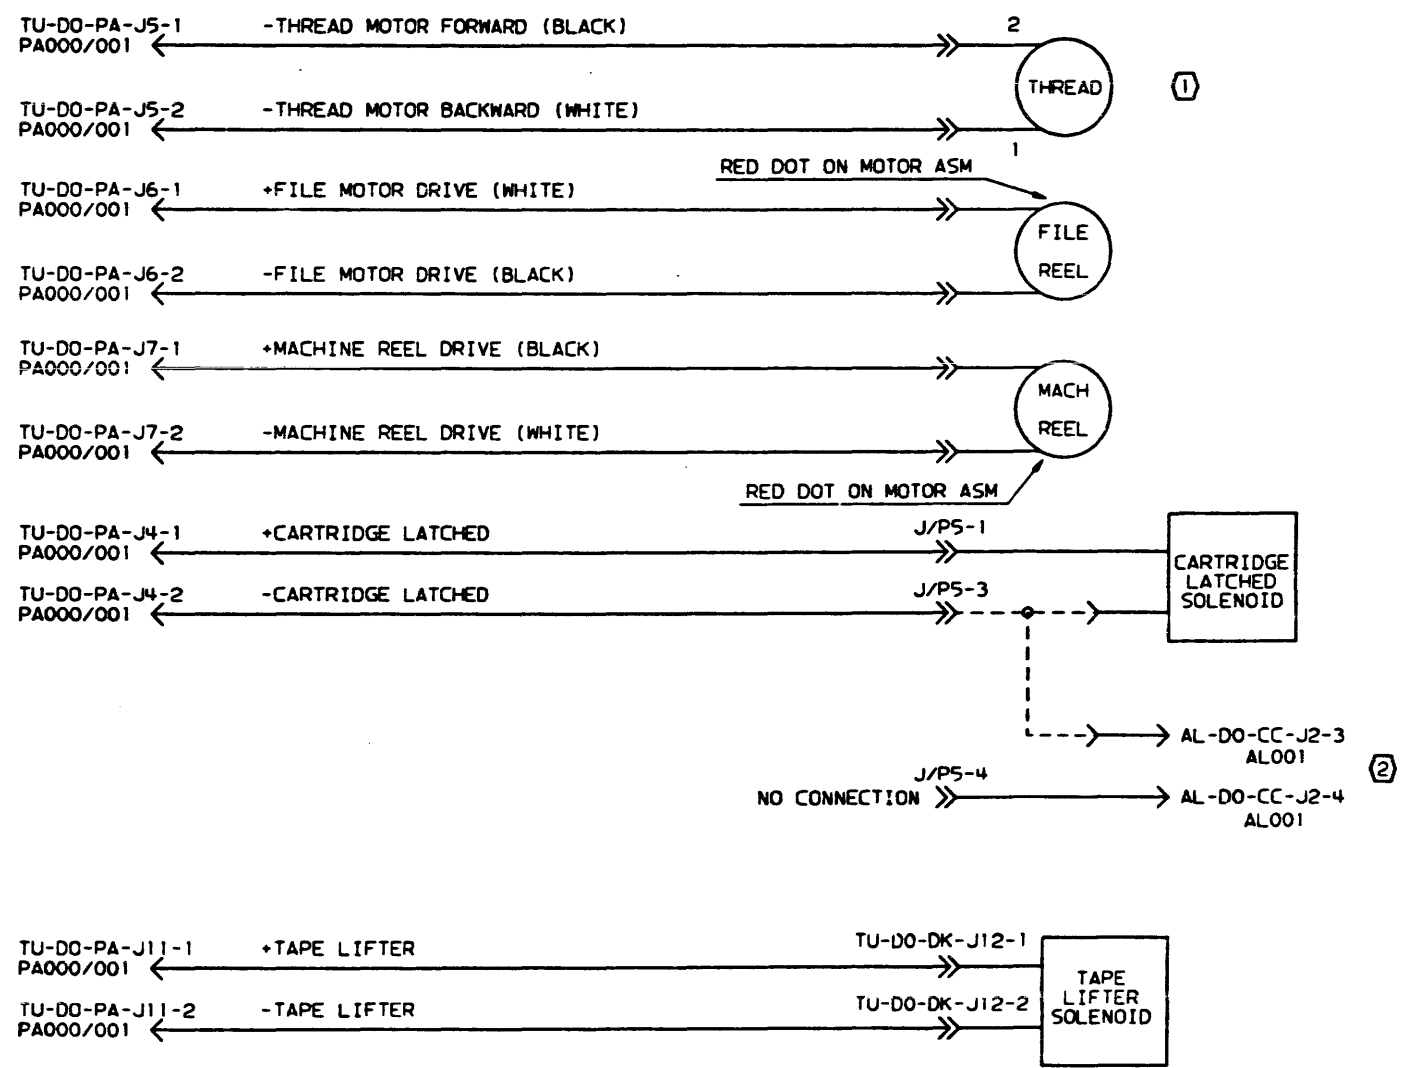 TU-DO-PA-J5-1 -THREAD MOTOR FORWARD (BLACK) 2
PA000/001
THREAD
1
TU-DO-PA-J5-2 -THREAD MOTOR BACKWARD (WHITE)
PA000/001
1
RED DOT ON MOTOR ASM
TU-DO-PA-J6-1 +FILE MOTOR DRIVE (WHITE)
PA000/001
FILE
REEL
TU-DO-PA-J6-2 -FILE MOTOR DRIVE (BLACK)
PA000/001
TU-DO-PA-J7-1 +MACHINE REEL DRIVE (BLACK)
PA000/001
MACH
REEL
TU-DO-PA-J7-2 -MACHINE REEL DRIVE (WHITE)
PA000/001
RED DOT ON MOTOR ASM
TU-DO-PA-J4-1 +CARTRIDGE LATCHED J/P5-1
PA000/001
CARTRIDGE
LATCHED
SOLENOID
TU-DO-PA-J4-2 -CARTRIDGE LATCHED J/P5-3
PA000/001
AL-DO-CC-J2-3
AL001
2
J/P5-4
NO CONNECTION AL-DO-CC-J2-4
AL001
TU-DO-PA-J11-1 +TAPE LIFTER TU-DO-DK-J12-1
PA000/001
TAPE
LIFTER
SOLENOID
TU-DO-PA-J11-2 -TAPE LIFTER TU-DO-DK-J12-2
PA000/001